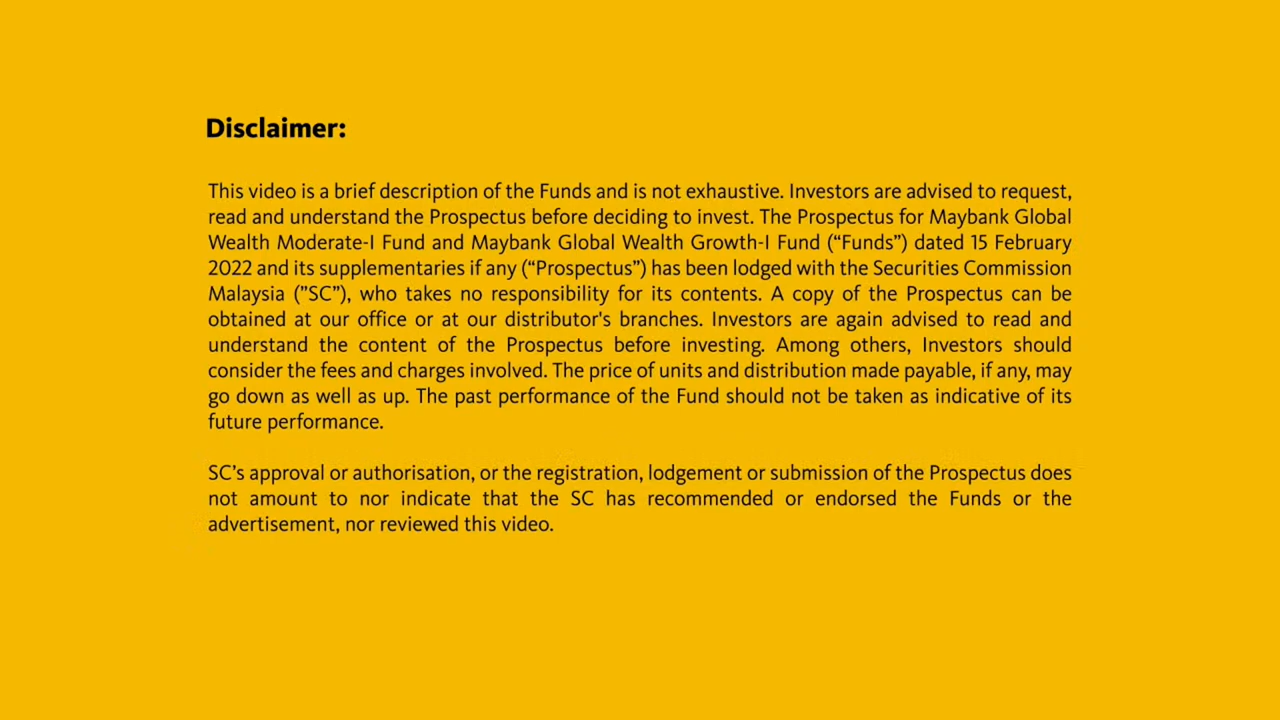 Disclaimer:
This video is a brief description of the Funds and is not exhaustive. Investors are advised to request,
read and understand the Prospectus before deciding to invest. The Prospectus for Maybank Global
Wealth Moderate-I Fund and Maybank Global Wealth Growth-I Fund (“Funds”) dated 15 February
2022 and its supplementaries if any (“Prospectus”) has been lodged with the Securities Commission
Malaysia (”SC”), who takes no responsibility for its contents. A copy of the Prospectus can be
obtained at our office or at our distributor's branches. Investors are again advised to read and
understand the content of the Prospectus before investing. Among others, Investors should
consider the fees and charges involved. The price of units and distribution made payable, if any, may
go down as well as up. The past performance of the Fund should not be taken as indicative of its
future performance.
SC’s approval or authorisation, or the registration, lodgement or submission of the Prospectus does
not amount to nor indicate that the SC has recommended or endorsed the Funds or the
advertisement, nor reviewed this video.